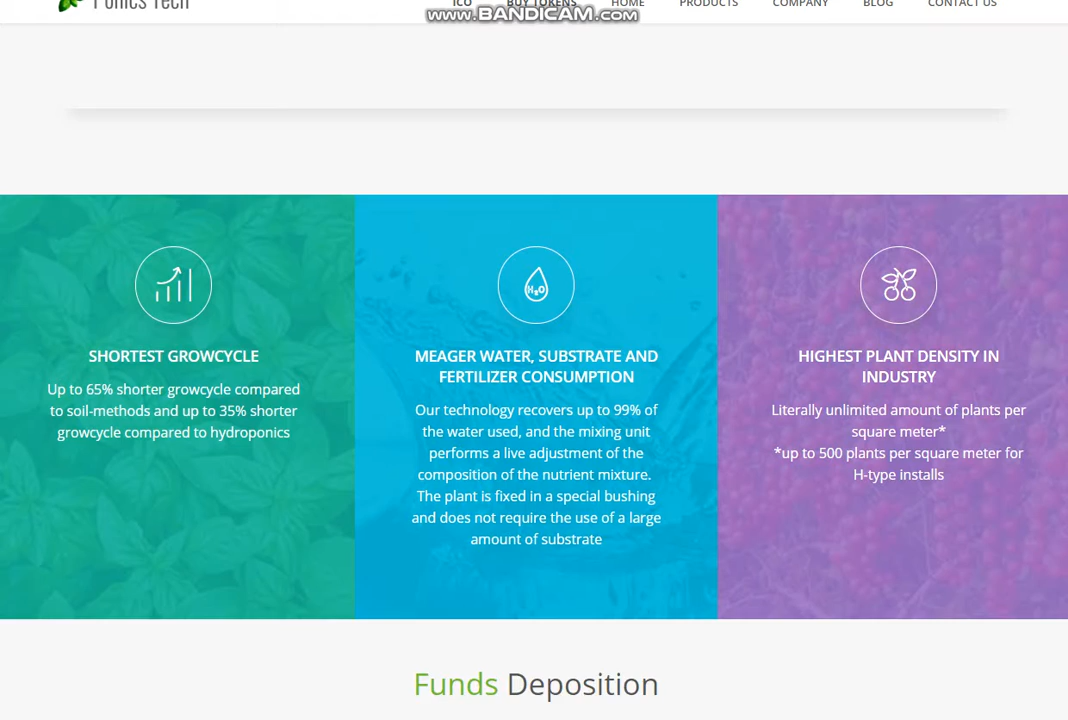 Ponics Tech
ICO BUY TOKENS HOME PRODUCTS COMPANY BLOG CONTACT US
www.BANDICAM.com
SHORTEST GROWCYCLE
Up to 65% shorter growcycle compared
to soil-methods and up to 35% shorter
growcycle compared to hydroponics
H2O
MEAGER WATER, SUBSTRATE AND
FERTILIZER CONSUMPTION
Our technology recovers up to 99% of
the water used, and the mixing unit
performs a live adjustment of the
composition of the nutrient mixture.
The plant is fixed in a special bushing
and does not require the use of a large
amount of substrate
HIGHEST PLANT DENSITY IN
INDUSTRY
Literally unlimited amount of plants per
square meter*
*up to 500 plants per square meter for
H-type installs
Funds Deposition